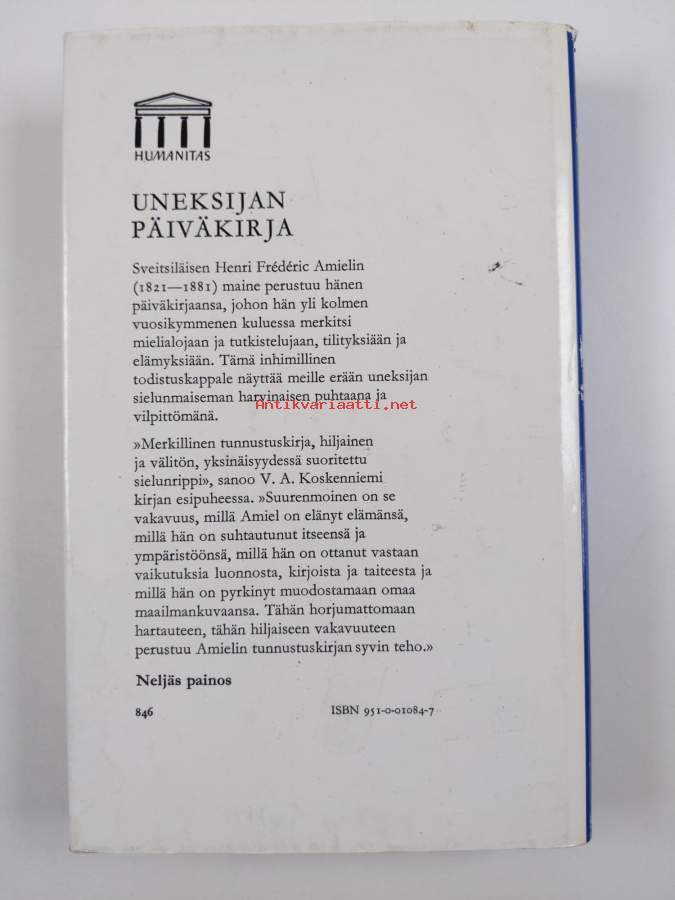 HUMANITAS
UNEKSIJAN
PÄIVÄKIRJA
Sveitsiläisen Henri Frédéric Amielin
(1821—1881) maine perustuu hänen
päiväkirjaansa, johon hän yli kolmen
vuosikymmenen kuluessa merkitsi
mielialojaan ja tutkistelujaan, tilityksiään ja
elämyksiään. Tämä inhimillinen
todistuskappale näyttää meille erään uneksijan
sielunmaiseman harvinaisen puhtaana ja
Antikvariaatti.net
vilpittömänä.
»Merkillinen tunnustuskirja, hiljainen
ja välitön, yksinäisyydessä suoritettu
sielunrippi», sanoo V. A. Koskenniemi
kirjan esipuheessa. »Suurenmoinen on se
vakavuus, millä Amiel on elänyt elämänsä,
millä hän on suhtautunut itseensä ja
ympäristöönsä, millä hän on ottanut vastaan
vaikutuksia luonnosta, kirjoista ja taiteesta ja
millä hän on pyrkinyt muodostamaan omaa
maailmankuvaansa. Tähän horjumattomaan
hartauteen, tähän hiljaiseen vakavuuteen
perustuu Amielin tunnustuskirjan syvin teho.»
Neljäs painos
846 ISBN 951-0-01084-7